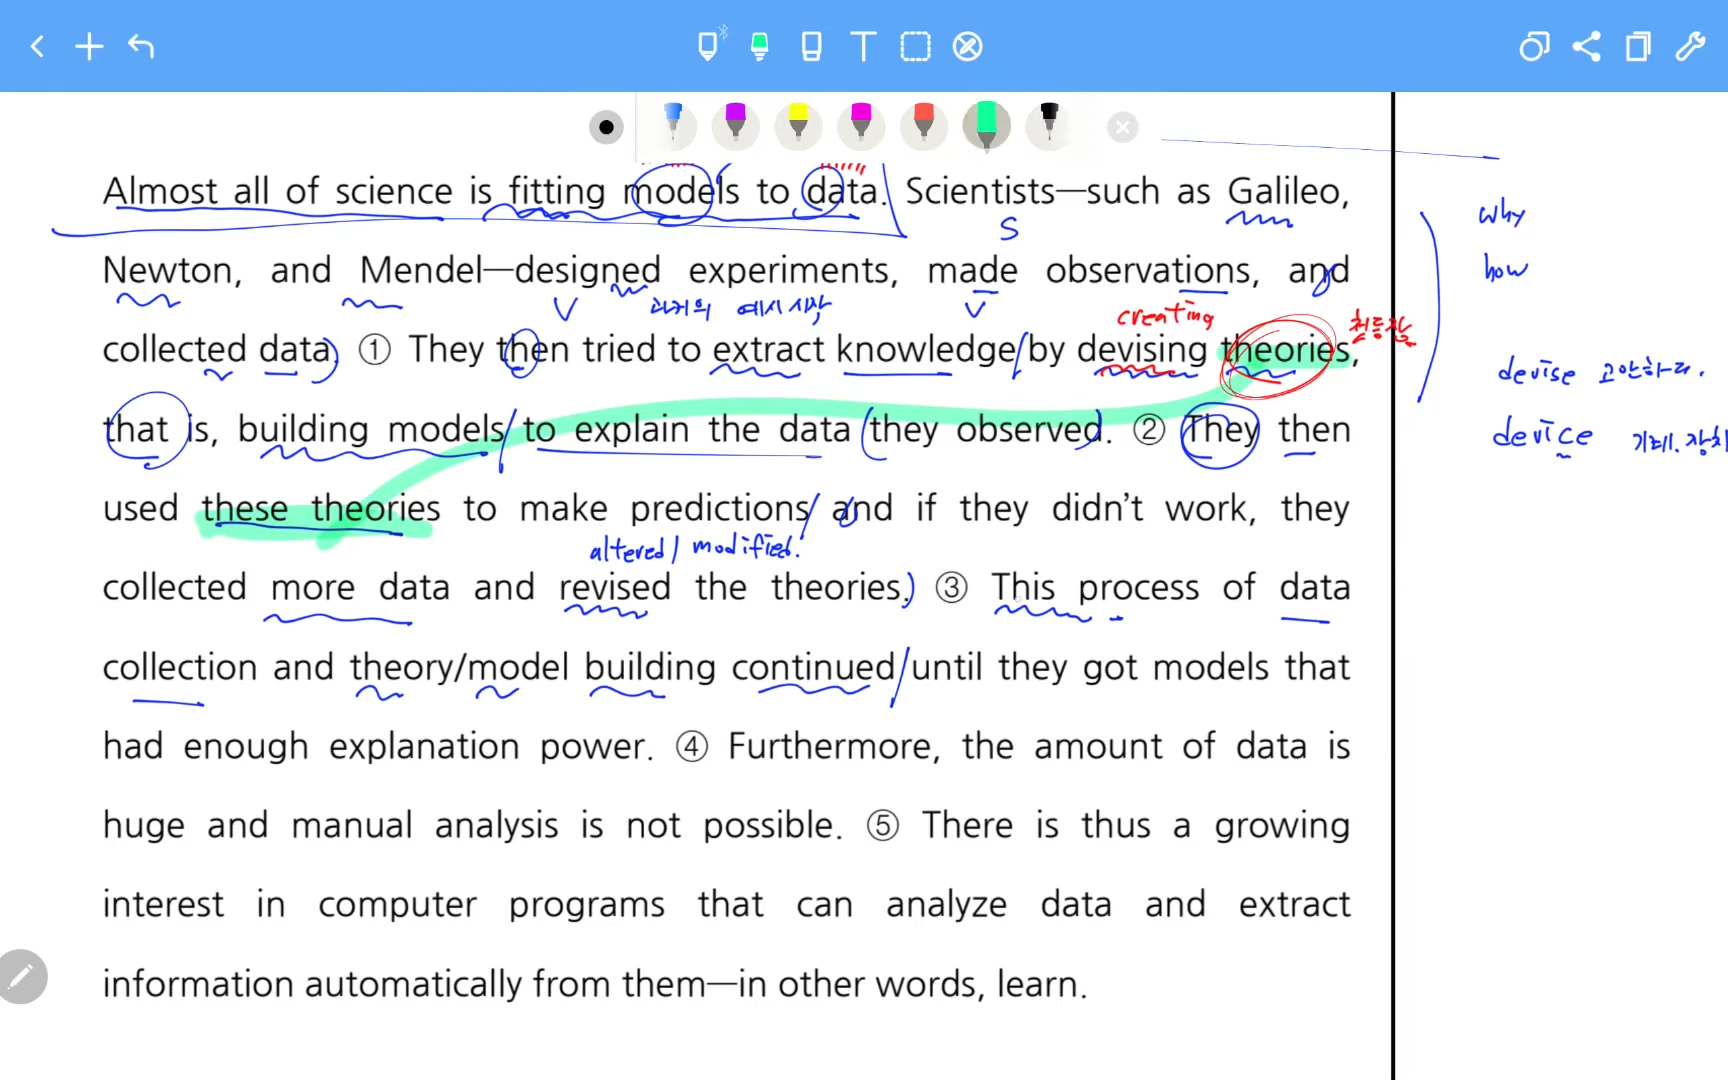 Almost all of science is fitting models to data. Scientists—such as Galileo,
why
S
Newton, and Mendel—designed experiments, made observations, and
how
V 과거의 예시 시작 V creating
collected data. ① They then tried to extract knowledge by devising theories,
첫등장
devise 고안하다.
that is, building models to explain the data they observed. ② They then
device 기계.장치
used these theories to make predictions and if they didn't work, they
altered / modified.
collected more data and revised the theories. ③ This process of data
collection and theory/model building continued until they got models that
had enough explanation power. ④ Furthermore, the amount of data is
huge and manual analysis is not possible. ⑤ There is thus a growing
interest in computer programs that can analyze data and extract
information automatically from them—in other words, learn.